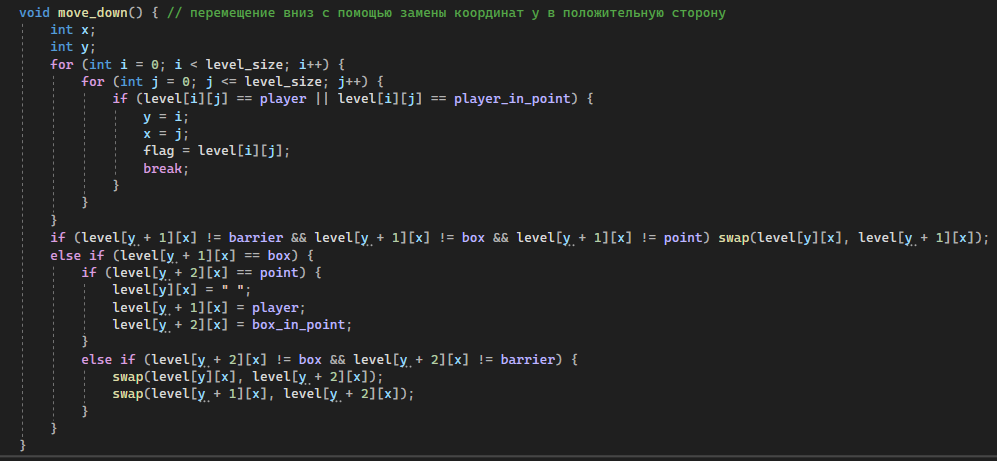 void move_down() { // перемещение вниз с помощью замены координат y в положительную сторону
    int x;
    int y;
    for (int i = 0; i < level_size; i++) {
        for (int j = 0; j <= level_size; j++) {
            if (level[i][j] == player || level[i][j] == player_in_point) {
                y = i;
                x = j;
                flag = level[i][j];
                break;
            }
        }
    }
    if (level[y + 1][x] != barrier && level[y + 1][x] != box && level[y + 1][x] != point) swap(level[y][x], level[y + 1][x]);
    else if (level[y + 1][x] == box) {
        if (level[y + 2][x] == point) {
            level[y][x] = " ";
            level[y + 1][x] = player;
            level[y + 2][x] = box_in_point;
        }
        else if (level[y + 2][x] != box && level[y + 2][x] != barrier) {
            swap(level[y][x], level[y + 2][x]);
            swap(level[y + 1][x], level[y + 2][x]);
        }
    }
}